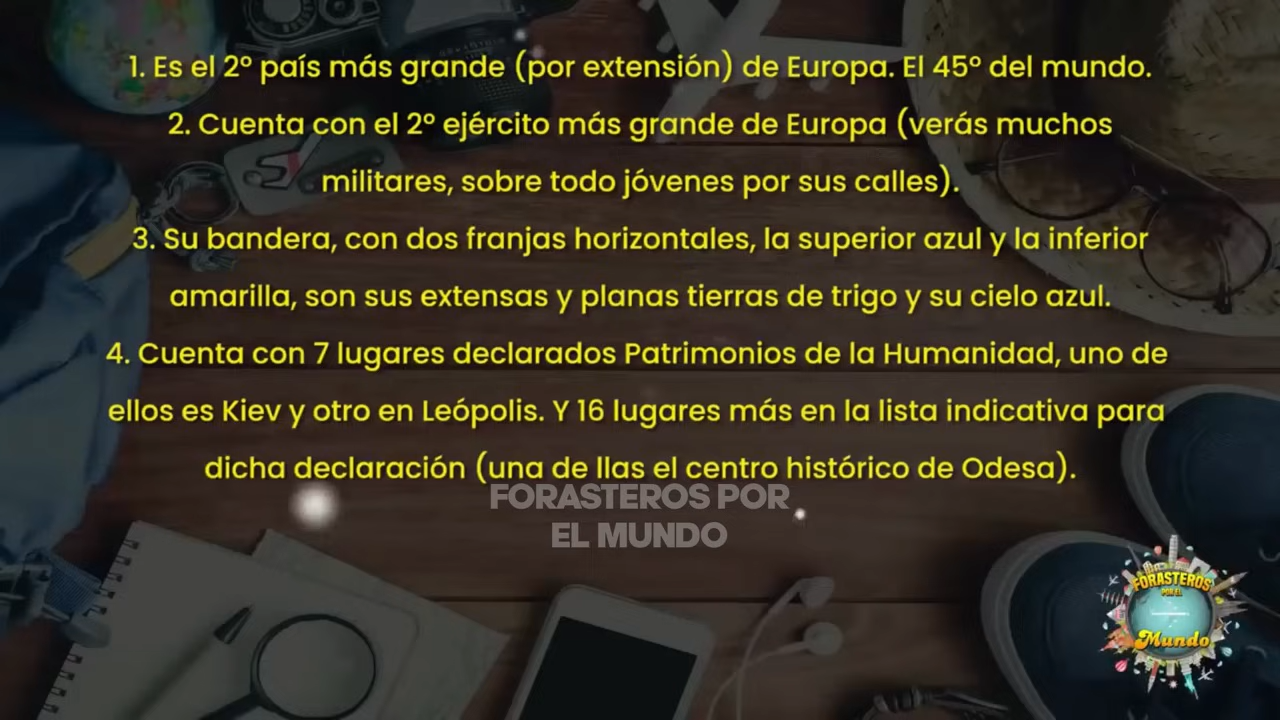 1. Es el 2º país más grande (por extensión) de Europa. El 45º del mundo.
2. Cuenta con el 2º ejército más grande de Europa (verás muchos
militares, sobre todo jóvenes por sus calles).
3. Su bandera, con dos franjas horizontales, la superior azul y la inferior
amarilla, son sus extensas y planas tierras de trigo y su cielo azul.
4. Cuenta con 7 lugares declarados Patrimonios de la Humanidad, uno de
ellos es Kiev y otro en Leópolis. Y 16 lugares más en la lista indicativa para
dicha declaración (una de llas el centro histórico de Odesa).
FORASTEROS POR
EL MUNDO
FORASTEROS
POR EL
Mundo